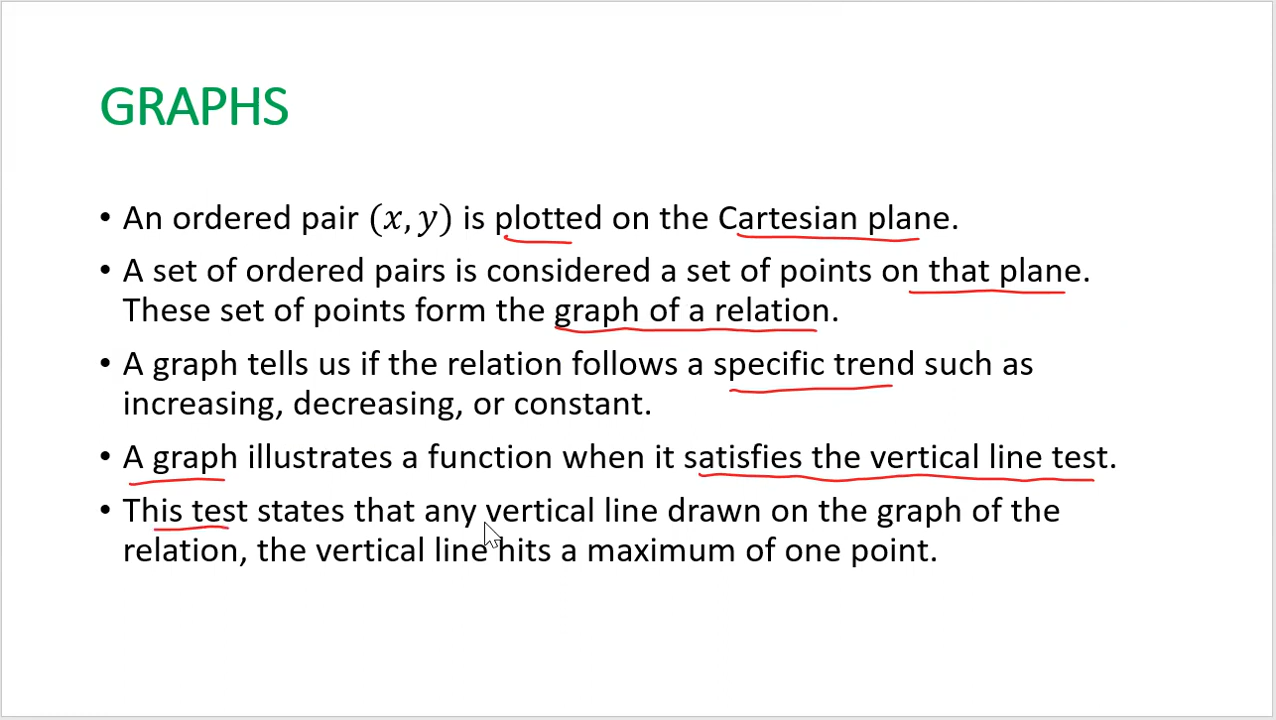 GRAPHS
• An ordered pair (x, y) is plotted on the Cartesian plane.
• A set of ordered pairs is considered a set of points on that plane.
These set of points form the graph of a relation.
• A graph tells us if the relation follows a specific trend such as
increasing, decreasing, or constant.
• A graph illustrates a function when it satisfies the vertical line test.
• This test states that any vertical line drawn on the graph of the
relation, the vertical line hits a maximum of one point.